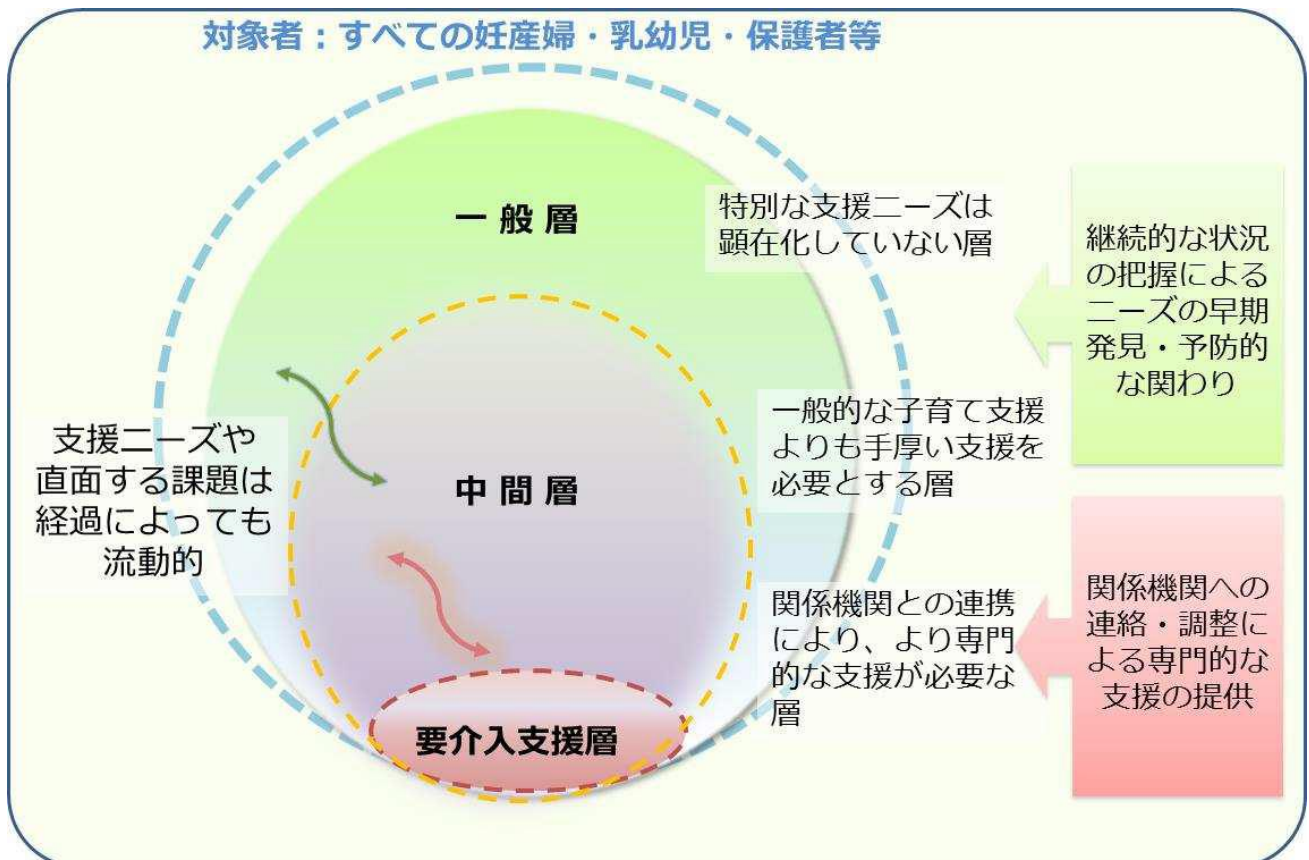 対象者：すべての妊産婦・乳幼児・保護者等
一般層
特別な支援ニーズは
顕在化していない層
継続的な状況
の把握による
ニーズの早期
発見・予防的
な関わり
支援ニーズや
直面する課題は
経過によっても
流動的
中間層
一般的な子育て支援
よりも手厚い支援を
必要とする層
関係機関との連携
により、より専門
的な支援が必要な
層
関係機関への
連絡・調整に
よる専門的な
支援の提供
要介入支援層